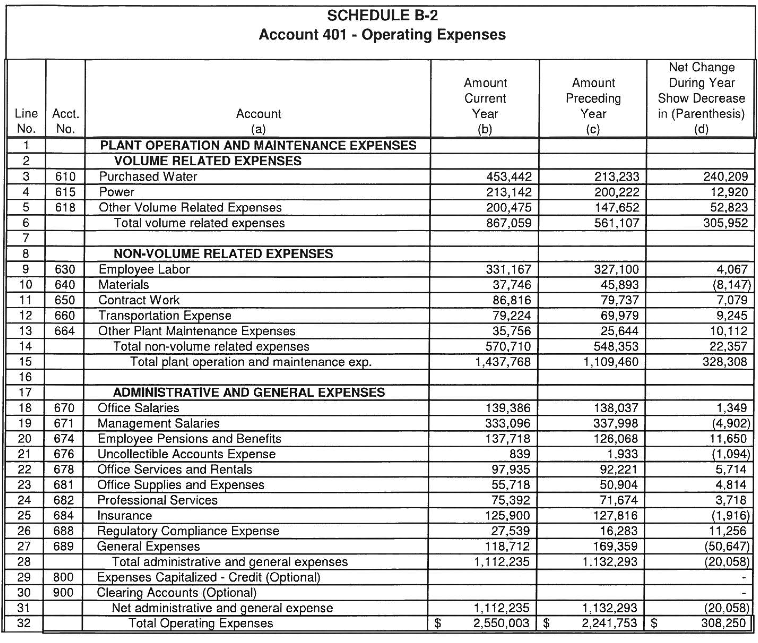 SCHEDULE B-2
Account 401 - Operating Expenses
Line No. Acct. No. Account (a) Amount Current Year (b) Amount Preceding Year (c) Net Change During Year Show Decrease in (Parenthesis) (d)
1 PLANT OPERATION AND MAINTENANCE EXPENSES
2 VOLUME RELATED EXPENSES
3 610 Purchased Water 453,442 213,233 240,209
4 615 Power 213,142 200,222 12,920
5 618 Other Volume Related Expenses 200,475 147,652 52,823
6 Total volume related expenses 867,059 561,107 305,952
7
8 NON-VOLUME RELATED EXPENSES
9 630 Employee Labor 331,167 327,100 4,067
10 640 Materials 37,746 45,893 (8,147)
11 650 Contract Work 86,816 79,737 7,079
12 660 Transportation Expense 79,224 69,979 9,245
13 664 Other Plant Maintenance Expenses 35,756 25,644 10,112
14 Total non-volume related expenses 570,710 548,353 22,357
15 Total plant operation and maintenance exp. 1,437,768 1,109,460 328,308
16
17 ADMINISTRATIVE AND GENERAL EXPENSES
18 670 Office Salaries 139,386 138,037 1,349
19 671 Management Salaries 333,096 337,998 (4,902)
20 674 Employee Pensions and Benefits 137,718 126,068 11,650
21 676 Uncollectible Accounts Expense 839 1,933 (1,094)
22 678 Office Services and Rentals 97,935 92,221 5,714
23 681 Office Supplies and Expenses 55,718 50,904 4,814
24 682 Professional Services 75,392 71,674 3,718
25 684 Insurance 125,900 127,816 (1,916)
26 688 Regulatory Compliance Expense 27,539 16,283 11,256
27 689 General Expenses 118,712 169,359 (50,647)
28 Total administrative and general expenses 1,112,235 1,132,293 (20,058)
29 800 Expenses Capitalized - Credit (Optional) -
30 900 Clearing Accounts (Optional) -
31 Net administrative and general expense 1,112,235 1,132,293 (20,058)
32 Total Operating Expenses $ 2,550,003 $ 2,241,753 $ 308,250